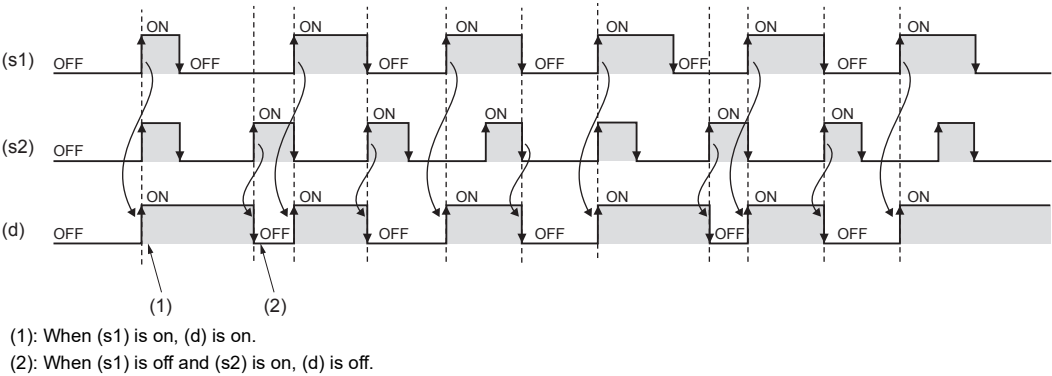 ON ON ON ON ON ON
(s1) OFF OFF OFF OFF OFF OFF
ON ON ON ON
(s2) OFF
ON ON ON ON ON ON
(d) OFF OFF OFF OFF OFF OFF
(1) (2)
(1): When (s1) is on, (d) is on.
(2): When (s1) is off and (s2) is on, (d) is off.